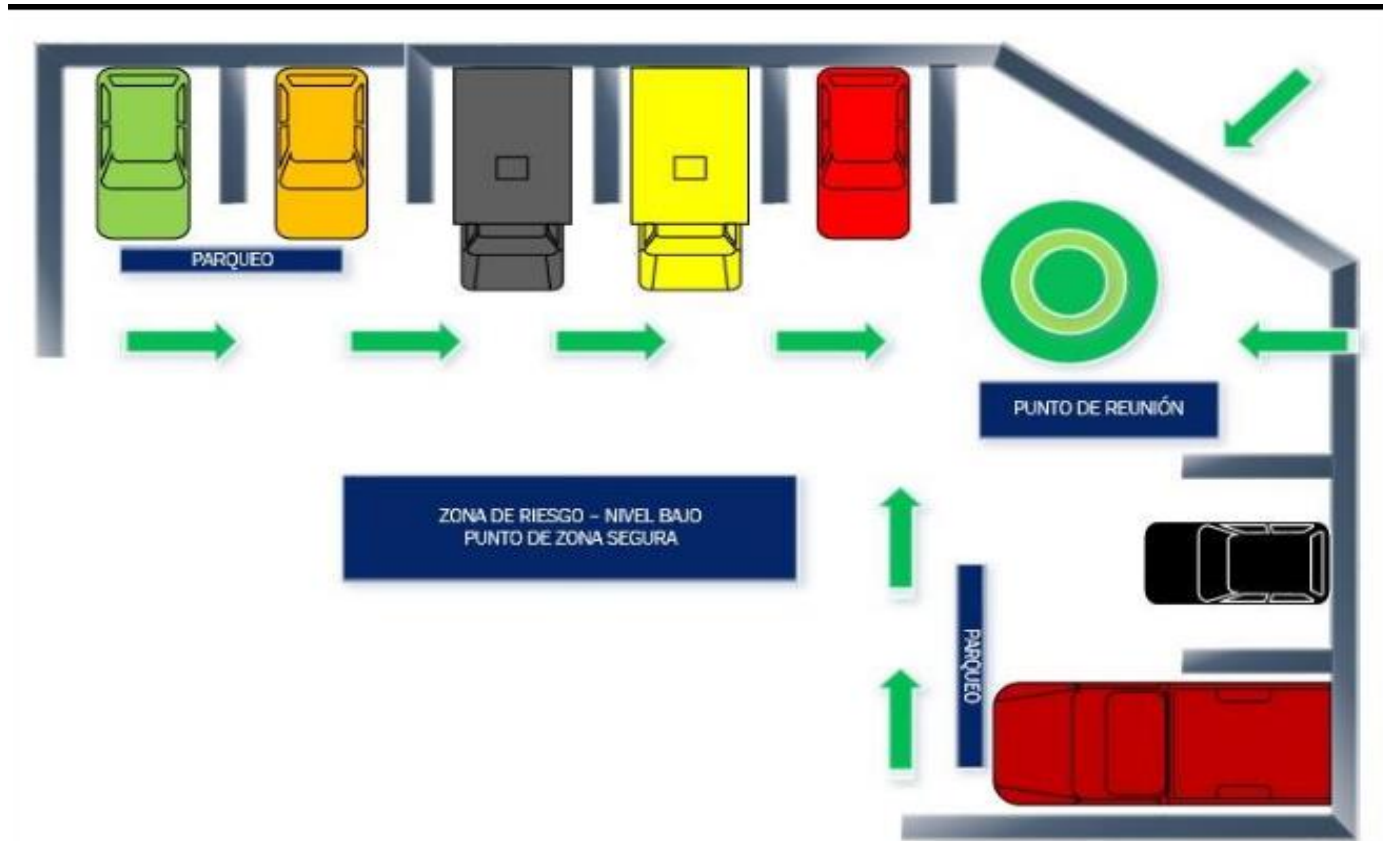 PARQUEO
PUNTO DE REUNIÓN
ZONA DE RIESGO – NIVEL BAJO
PUNTO DE ZONA SEGURA
PARQUEO